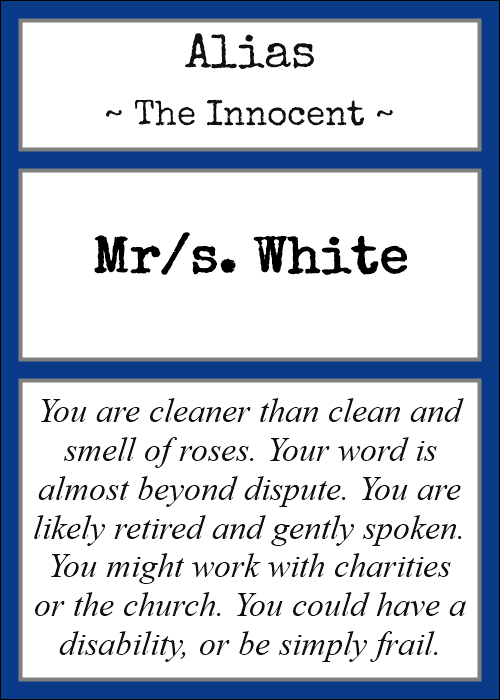 Alias
~ The Innocent ~
Mr/s. White
You are cleaner than clean and
smell of roses. Your word is
almost beyond dispute. You are
likely retired and gently spoken.
You might work with charities
or the church. You could have a
disability, or be simply frail.